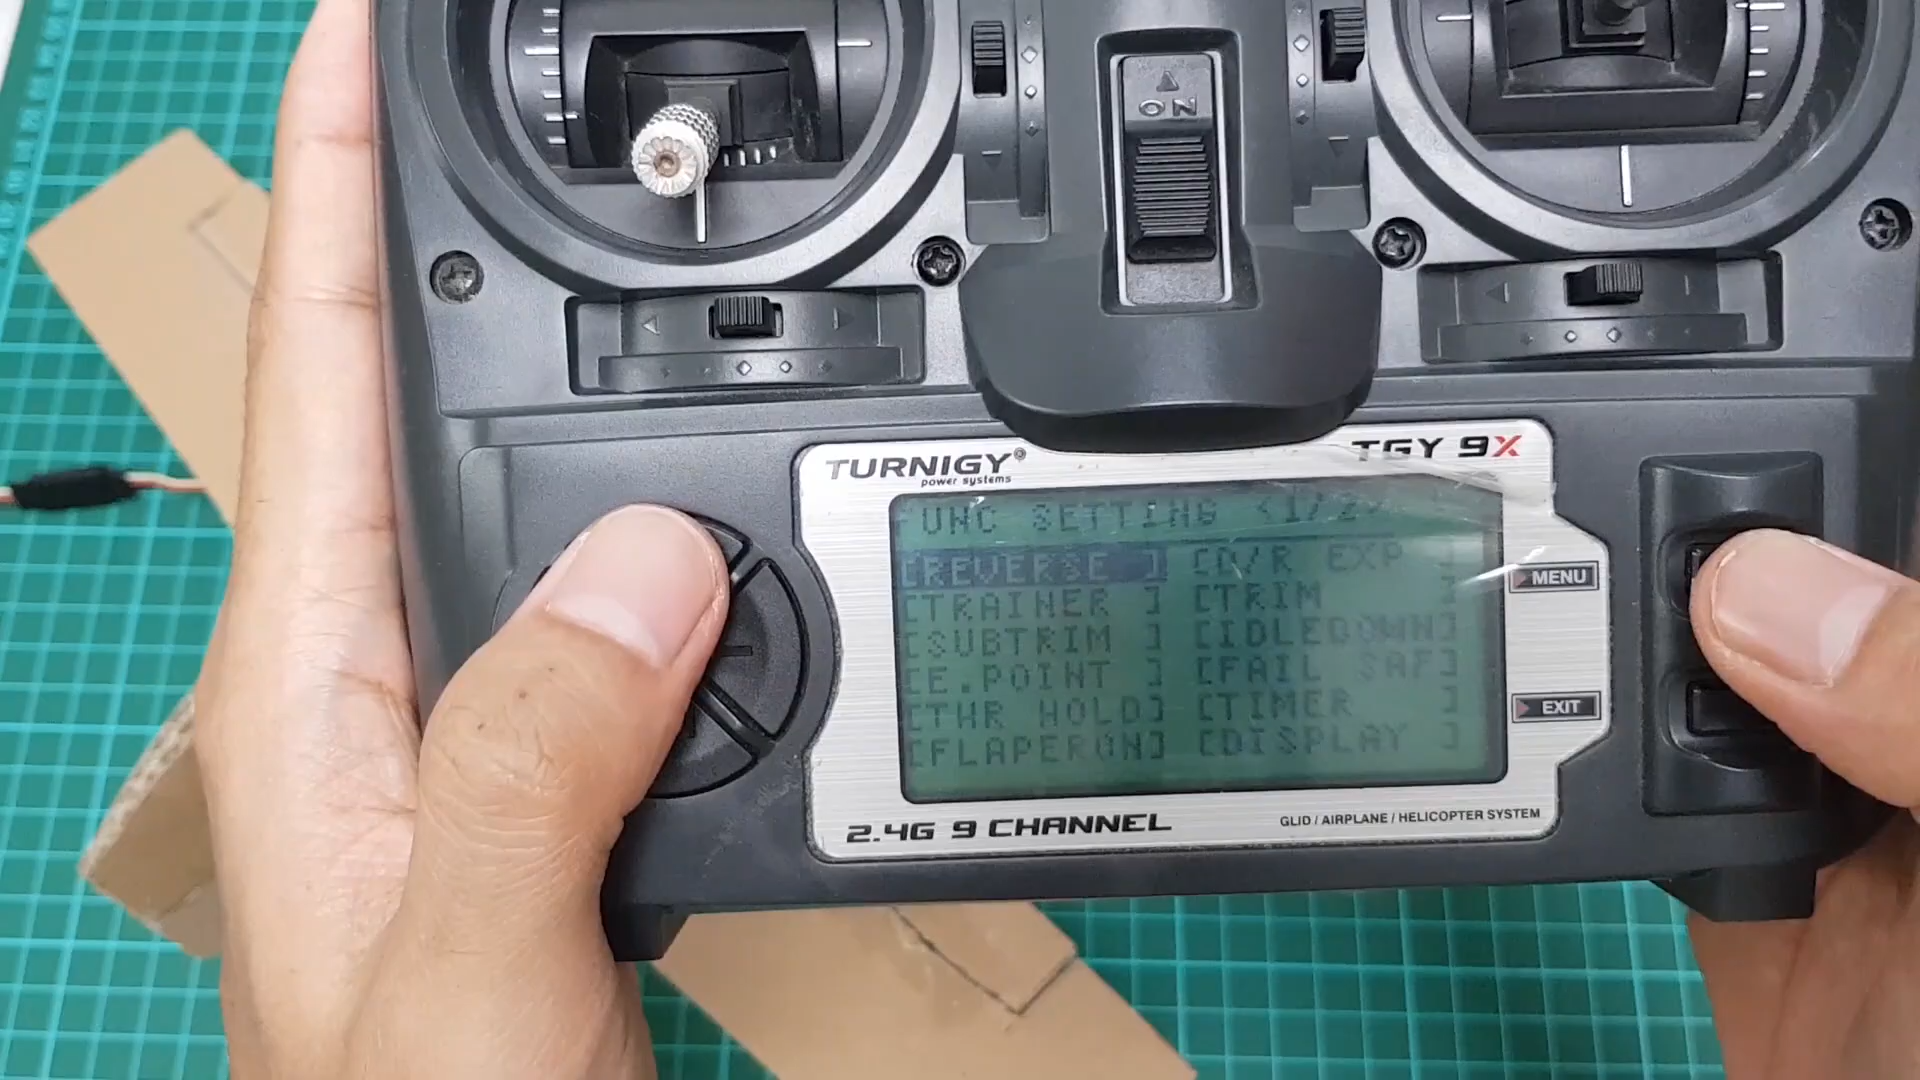 ON
TURNIGY®
power systems
TGY 9X
FUNC SETTING <1/2>
[REVERSE ] [D/R EXP ]
[TRAINER ] [TRIM ]
[SUBTRIM ] [IDLEDOWN]
[E.POINT ] [FAIL SAF]
[THR HOLD] [TIMER ]
[FLAPERON] [DISPLAY ]
MENU
EXIT
2.4G 9 CHANNEL
GLID / AIRPLANE / HELICOPTER SYSTEM